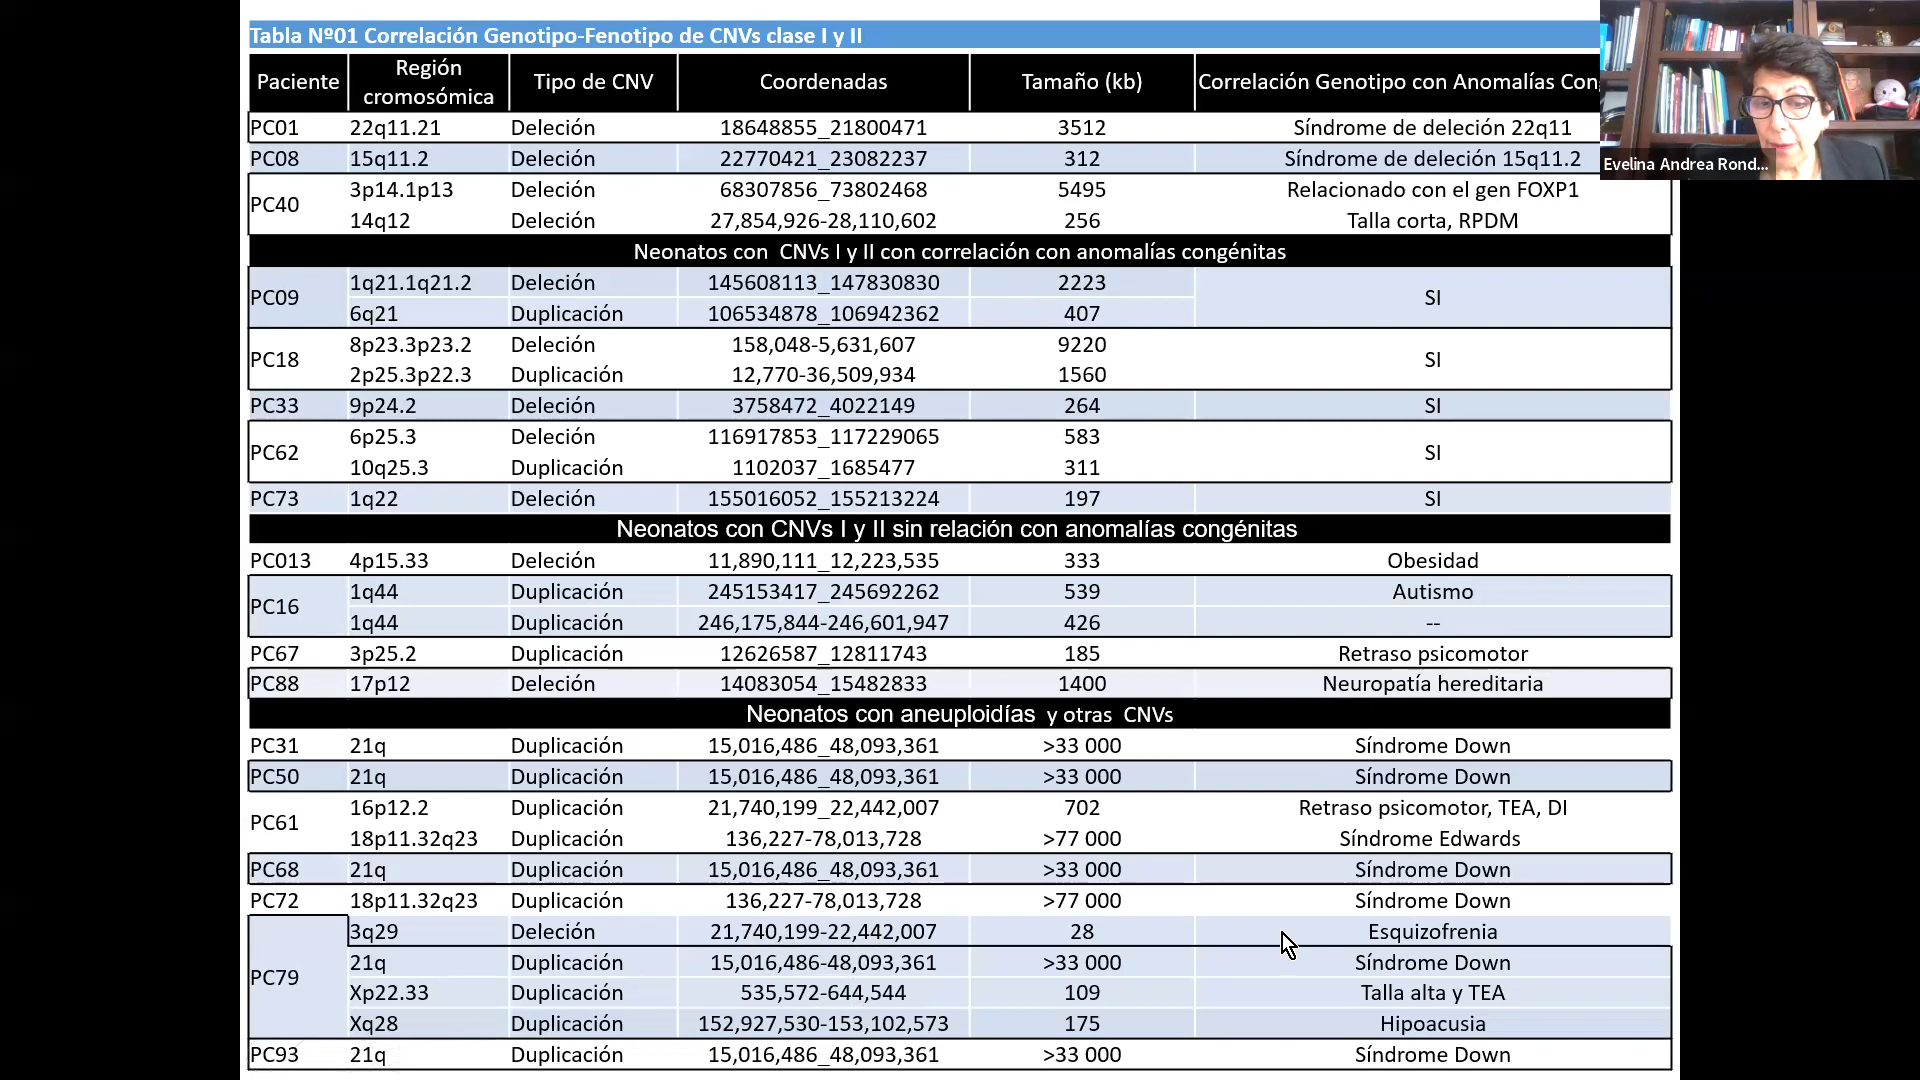 Tabla Nº01 Correlación Genotipo-Fenotipo de CNVs clase I y II
Paciente Región cromosómica Tipo de CNV Coordenadas Tamaño (kb) Correlación Genotipo con Anomalías Con
PC01 22q11.21 Deleción 18648855_21800471 3512 Síndrome de deleción 22q11
PC08 15q11.2 Deleción 22770421_23082237 312 Síndrome de deleción 15q11.2
Evelina Andrea Rond...
PC40 3p14.1p13 Deleción 68307856_73802468 5495 Relacionado con el gen FOXP1
14q12 Deleción 27,854,926-28,110,602 256 Talla corta, RPDM
Neonatos con CNVs I y II con correlación con anomalías congénitas
PC09 1q21.1q21.2 Deleción 145608113_147830830 2223 SI
6q21 Duplicación 106534878_106942362 407
PC18 8p23.3p23.2 Deleción 158,048-5,631,607 9220 SI
2p25.3p22.3 Duplicación 12,770-36,509,934 1560
PC33 9p24.2 Deleción 3758472_4022149 264 SI
PC62 6p25.3 Deleción 116917853_117229065 583 SI
10q25.3 Duplicación 1102037_1685477 311
PC73 1q22 Deleción 155016052_155213224 197 SI
Neonatos con CNVs I y II sin relación con anomalías congénitas
PC013 4p15.33 Deleción 11,890,111_12,223,535 333 Obesidad
PC16 1q44 Duplicación 245153417_245692262 539 Autismo
1q44 Duplicación 246,175,844-246,601,947 426 --
PC67 3p25.2 Duplicación 12626587_12811743 185 Retraso psicomotor
PC88 17p12 Deleción 14083054_15482833 1400 Neuropatía hereditaria
Neonatos con aneuploidías y otras CNVs
PC31 21q Duplicación 15,016,486_48,093,361 >33 000 Síndrome Down
PC50 21q Duplicación 15,016,486_48,093,361 >33 000 Síndrome Down
PC61 16p12.2 Duplicación 21,740,199_22,442,007 702 Retraso psicomotor, TEA, DI
18p11.32q23 Duplicación 136,227-78,013,728 >77 000 Síndrome Edwards
PC68 21q Duplicación 15,016,486_48,093,361 >33 000 Síndrome Down
PC72 18p11.32q23 Duplicación 136,227-78,013,728 >77 000 Síndrome Down
PC79 3q29 Deleción 21,740,199-22,442,007 28 Esquizofrenia
21q Duplicación 15,016,486-48,093,361 >33 000 Síndrome Down
Xp22.33 Duplicación 535,572-644,544 109 Talla alta y TEA
Xq28 Duplicación 152,927,530-153,102,573 175 Hipoacusia
PC93 21q Duplicación 15,016,486_48,093,361 >33 000 Síndrome Down